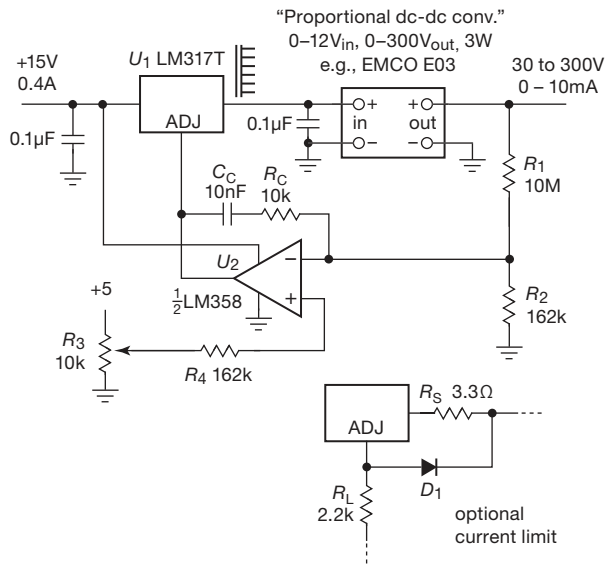 “Proportional dc-dc conv.”
0–12Vin, 0–300Vout, 3W
e.g., EMCO E03
+15V
0.4A
U1 LM317T
30 to 300V
0 – 10mA
ADJ
0.1µF
0.1µF
+
in
–
+
out
–
R1
10M
CC
10nF
RC
10k
U2
½LM358
–
+
R2
162k
+5
R3
10k
R4 162k
RS 3.3Ω
ADJ
D1
RL
2.2k
optional
current limit